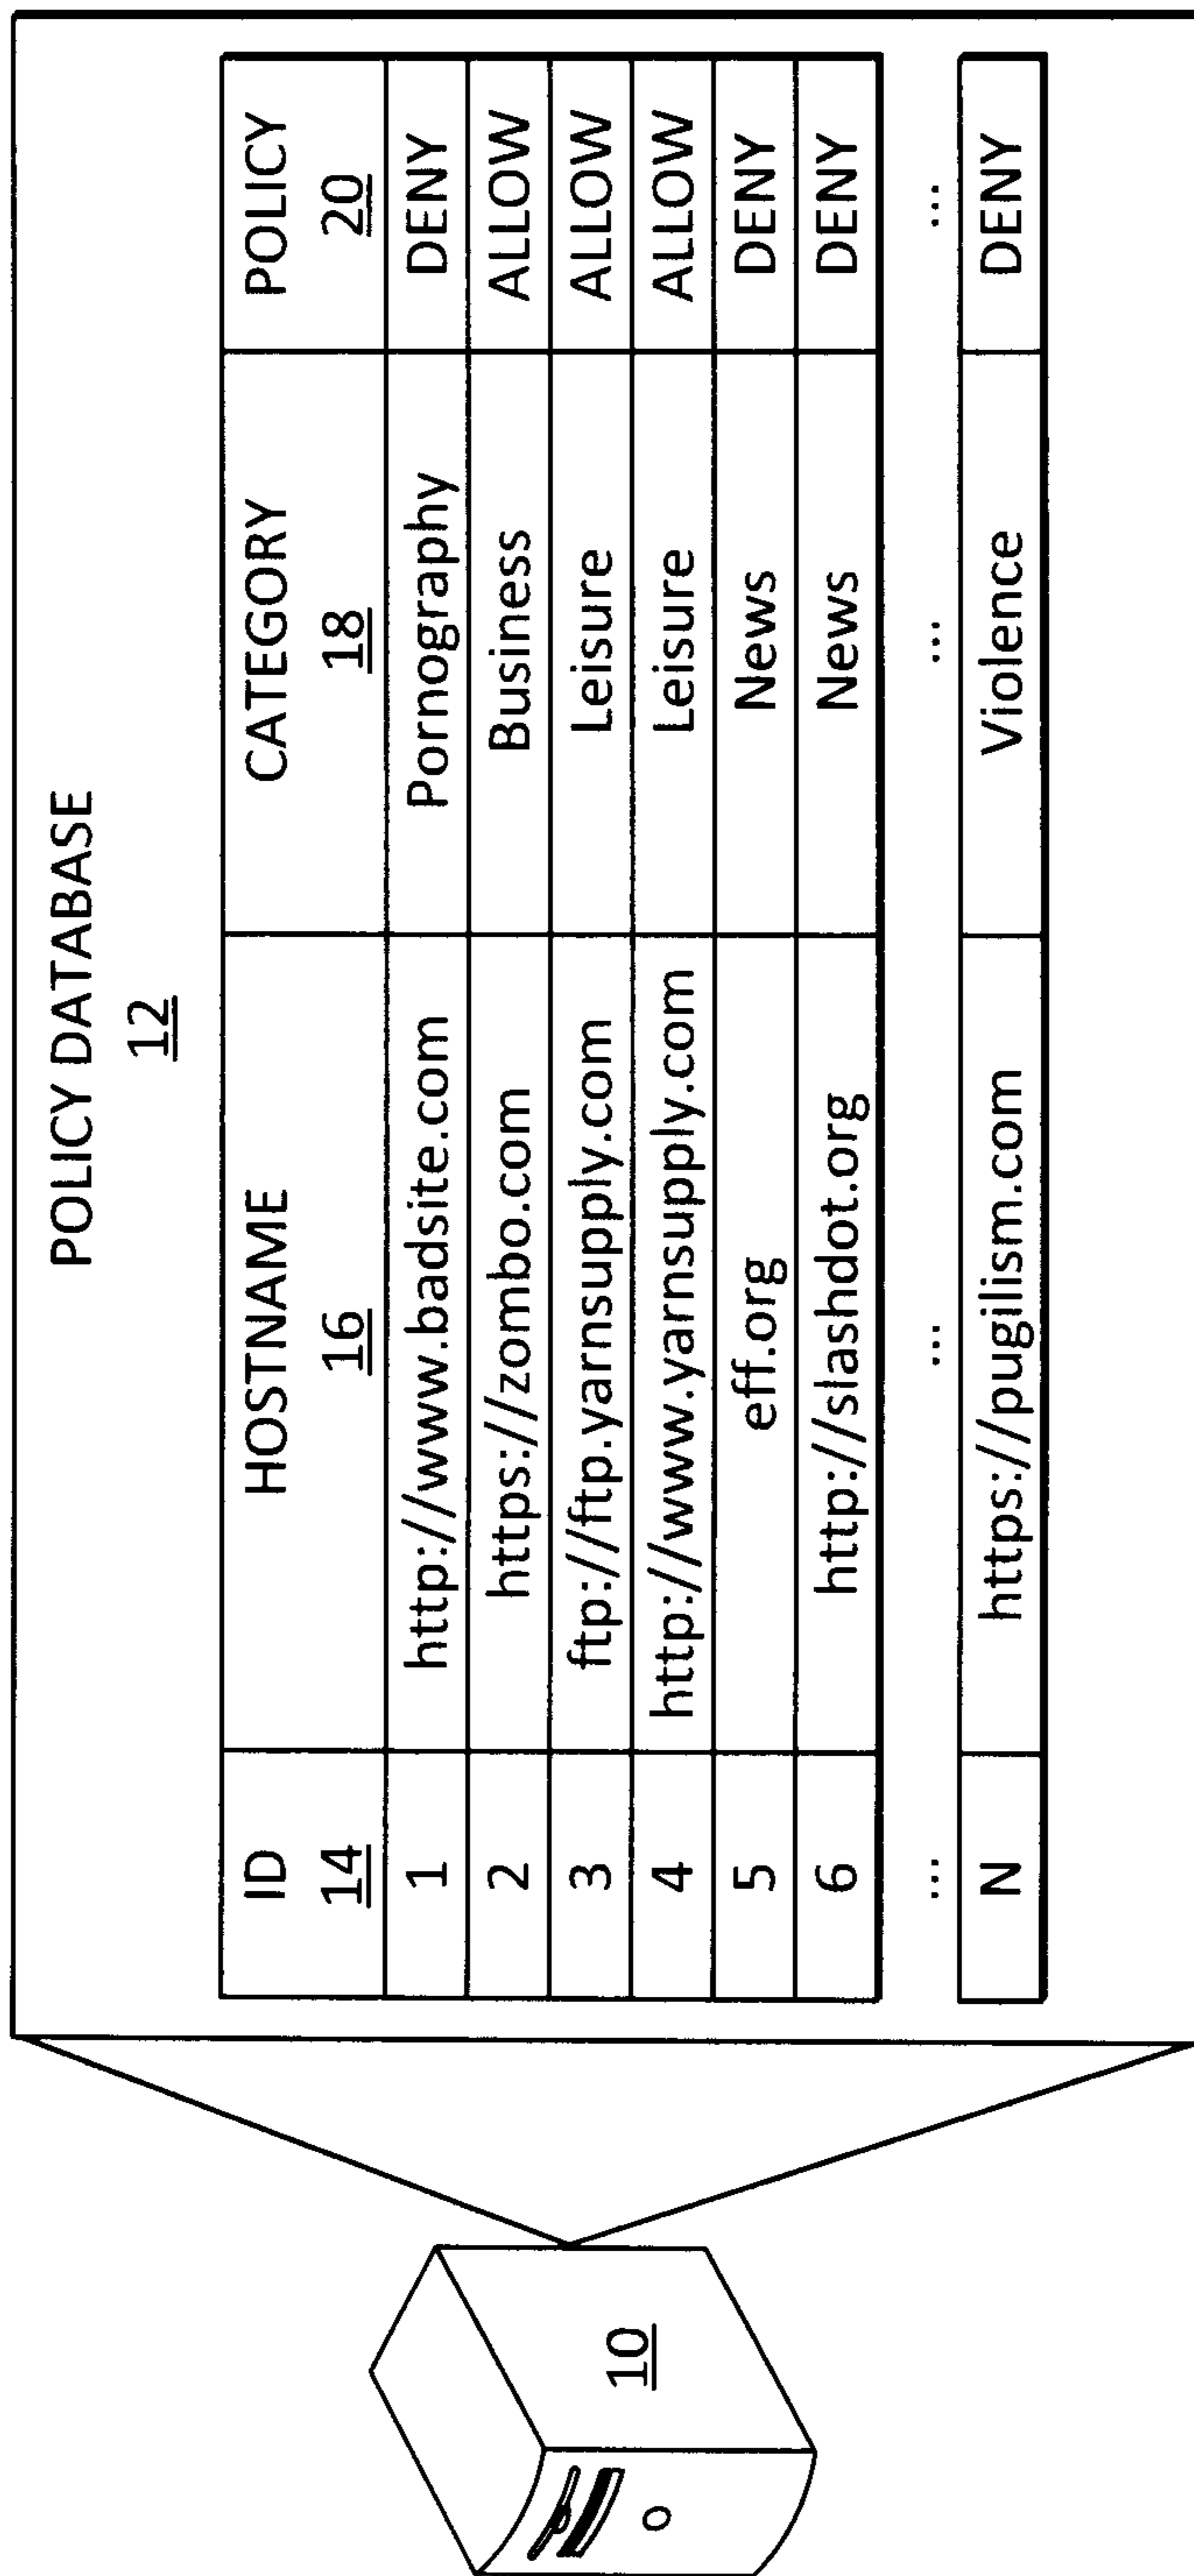 POLICY DATABASE
12
ID HOSTNAME CATEGORY POLICY
14 16 18 20
1 http://www.badsite.com Pornography DENY
2 https://zombo.com Business ALLOW
3 ftp://ftp.yarnsupply.com Leisure ALLOW
4 http://www.yarnsupply.com Leisure ALLOW
5 eff.org News DENY
6 http://slashdot.org News DENY
... ... ... ...
N https://pugilism.com Violence DENY
10